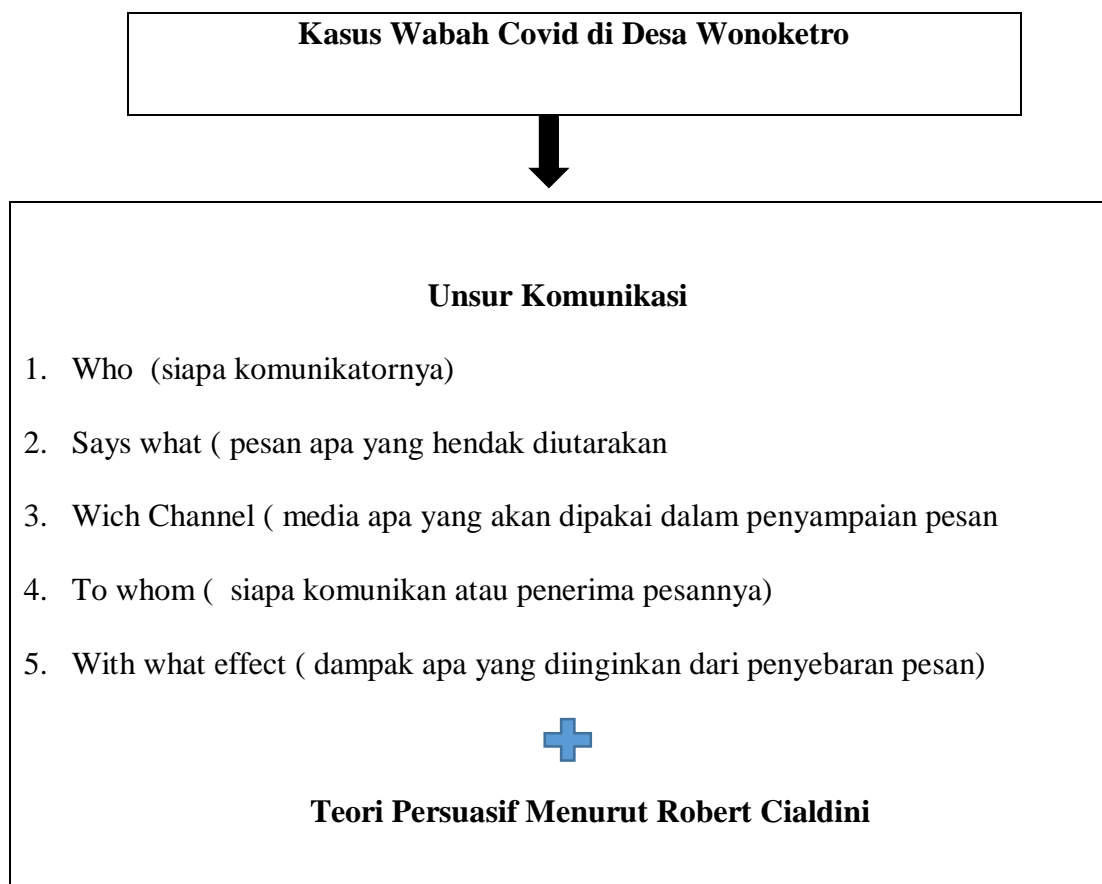 Kasus Wabah Covid di Desa Wonoketro
Unsur Komunikasi
1. Who (siapa komunikatornya)
2. Says what ( pesan apa yang hendak diutarakan
3. Wich Channel ( media apa yang akan dipakai dalam penyampaian pesan
4. To whom ( siapa komunikan atau penerima pesannya)
5. With what effect ( dampak apa yang diinginkan dari penyebaran pesan)
Teori Persuasif Menurut Robert Cialdini